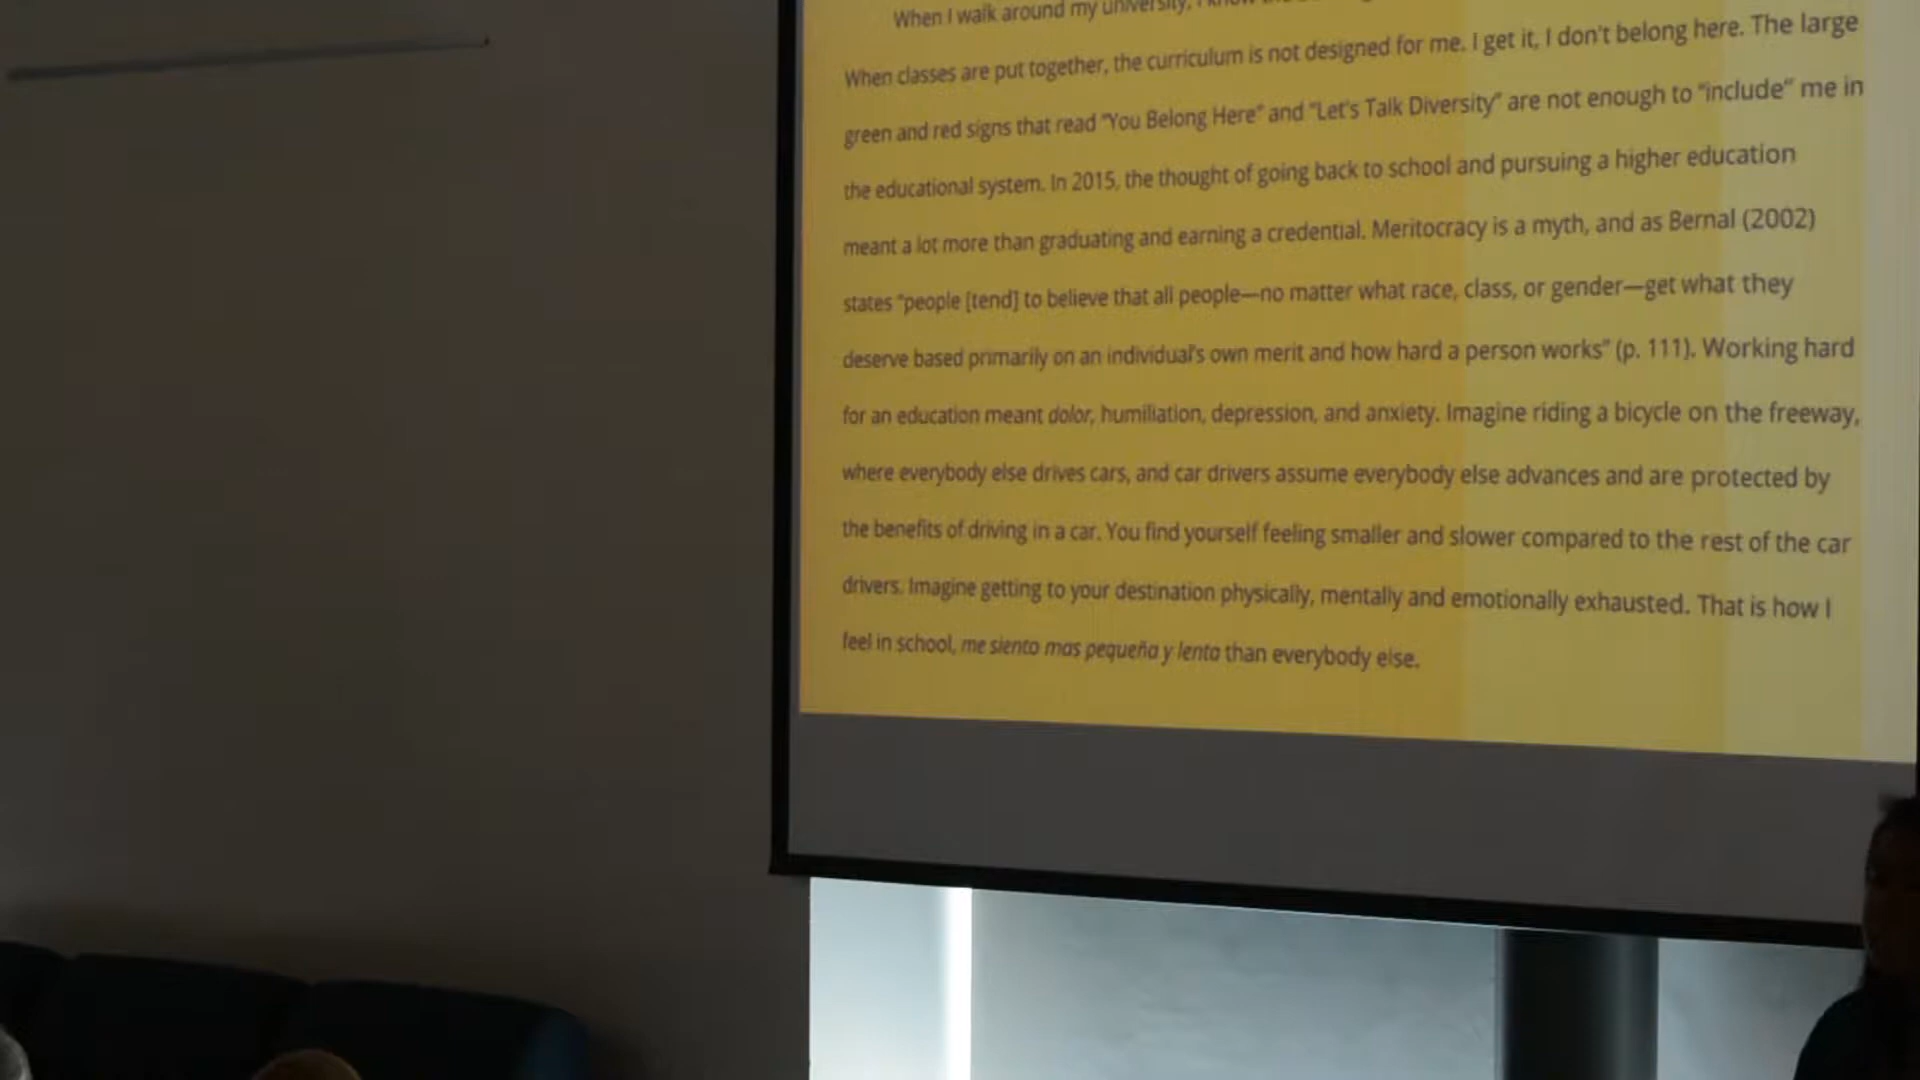 When I walk around my university, I know
When classes are put together, the curriculum is not designed for me. I get it, I don't belong here. The large
green and red signs that read "You Belong Here" and "Let's Talk Diversity" are not enough to "include" me in
the educational system. In 2015, the thought of going back to school and pursuing a higher education
meant a lot more than graduating and earning a credential. Meritocracy is a myth, and as Bernal (2002)
states "people [tend] to believe that all people—no matter what race, class, or gender—get what they
deserve based primarily on an individual's own merit and how hard a person works" (p. 111). Working hard
for an education meant dolor, humiliation, depression, and anxiety. Imagine riding a bicycle on the freeway,
where everybody else drives cars, and car drivers assume everybody else advances and are protected by
the benefits of driving in a car. You find yourself feeling smaller and slower compared to the rest of the car
drivers. Imagine getting to your destination physically, mentally and emotionally exhausted. That is how I
feel in school, me siento mas pequeña y lenta than everybody else.